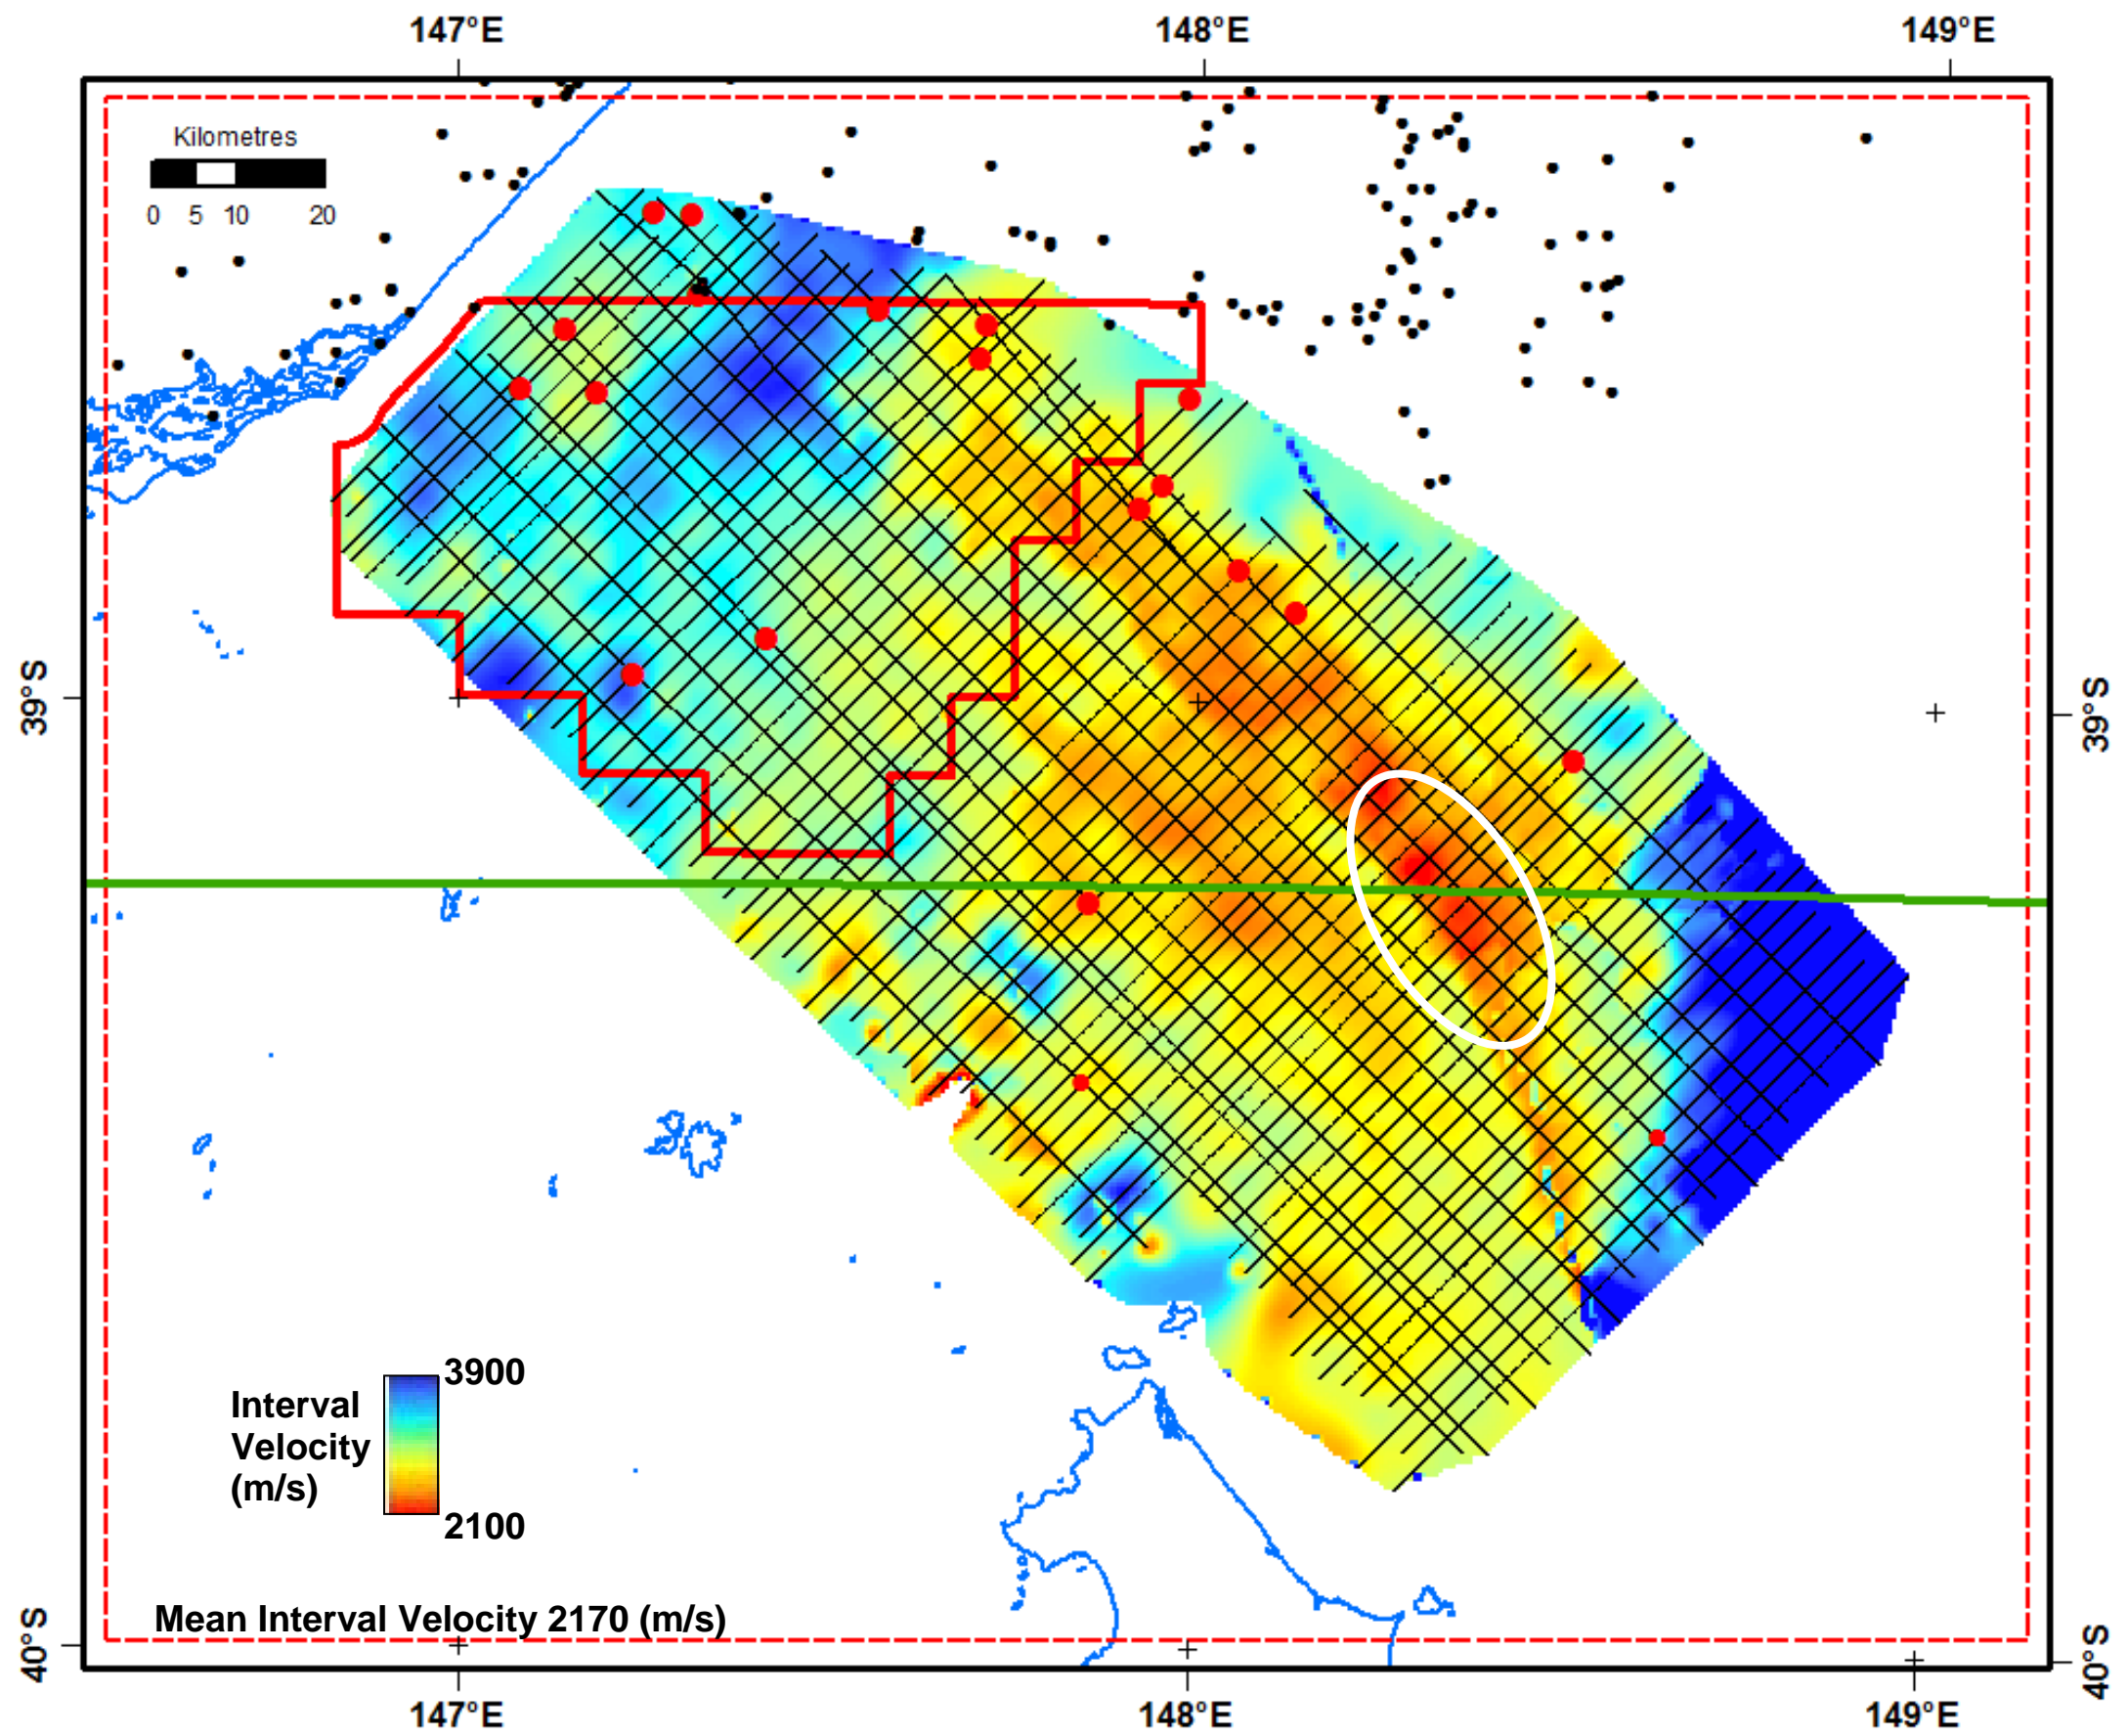 147°E 148°E 149°E
Kilometres
0 5 10 20
39°S 39°S
3900
Interval
Velocity
(m/s)
2100
Mean Interval Velocity 2170 (m/s)
40°S 40°S
147°E 148°E 149°E